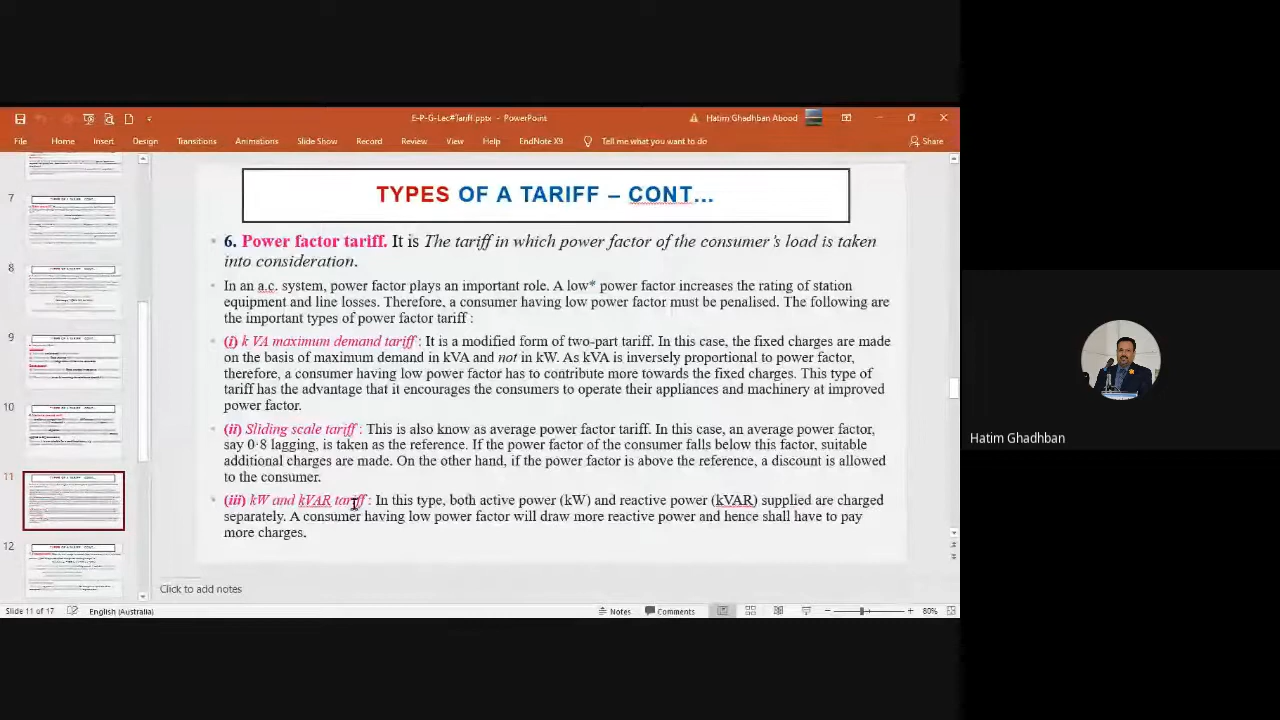 E-P-G-Lec#Tariff.pptx - PowerPoint
Hatim Ghadhban Abood
File Home Insert Design Transitions Animations Slide Show Record Review View Help EndNote X9 Tell me what you want to do Share
7
8
9
10
11
12
TYPES OF A TARIFF – CONT…
6. Power factor tariff. It is The tariff in which power factor of the consumer's load is taken
into consideration.
In an a.c. system, power factor plays an important role. A low* power factor increases the rating of station
equipment and line losses. Therefore, a consumer having low power factor must be penalised. The following are
the important types of power factor tariff :
(i) k VA maximum demand tariff : It is a modified form of two-part tariff. In this case, the fixed charges are made
on the basis of maximum demand in kVA and not in kW. As kVA is inversely proportional to power factor,
therefore, a consumer having low power factor has to contribute more towards the fixed charges. This type of
tariff has the advantage that it encourages the consumers to operate their appliances and machinery at improved
power factor.
(ii) Sliding scale tariff : This is also known as average power factor tariff. In this case, an average power factor,
say 0·8 lagging, is taken as the reference. If the power factor of the consumer falls below this factor, suitable
additional charges are made. On the other hand, if the power factor is above the reference, a discount is allowed
to the consumer.
(iii) kW and kVAR tariff : In this type, both active power (kW) and reactive power (kVAR) supplied are charged
separately. A consumer having low power factor will draw more reactive power and hence shall have to pay
more charges.
Click to add notes
Slide 11 of 17 English (Australia) Notes Comments 80%
Hatim Ghadhban